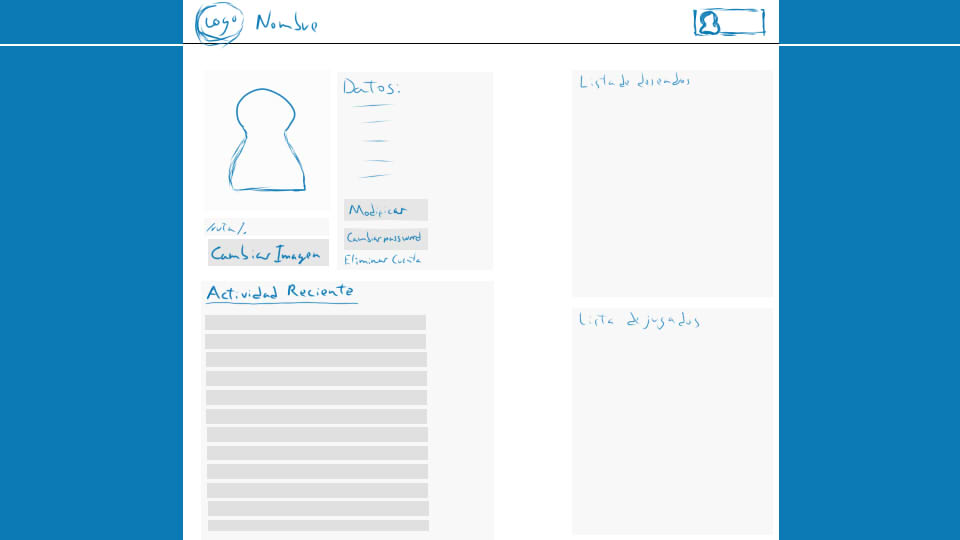 Logo Nombre
Datos:
Modificar
Cambiar password
Eliminar Cuenta
ruta/.
Cambiar Imagen
Actividad Reciente
Lista de deseados
Lista de jugados